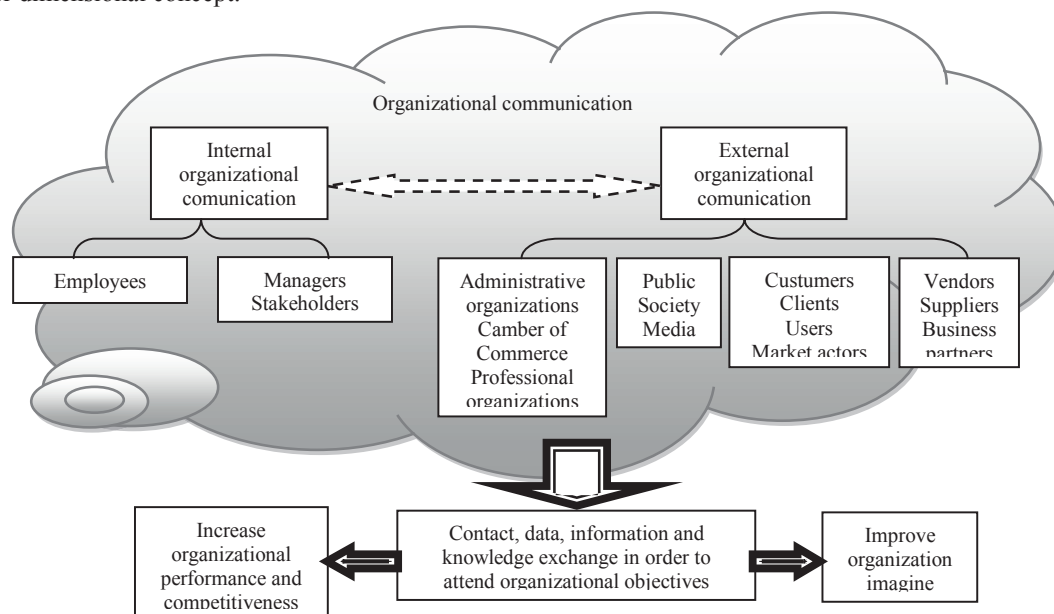 dimensional concept.
Organizational communication
Internal
organizational
comunication
External
organizational
comunication
Employees
Managers
Stakeholders
Administrative
organizations
Camber of
Commerce
Professional
organizations
Public
Society
Media
Custumers
Clients
Users
Market actors
Vendors
Suppliers
Business
partners
Increase
organizational
performance and
competitiveness
Contact, data, information and
knowledge exchange in order to
attend organizational objectives
Improve
organization
imagine